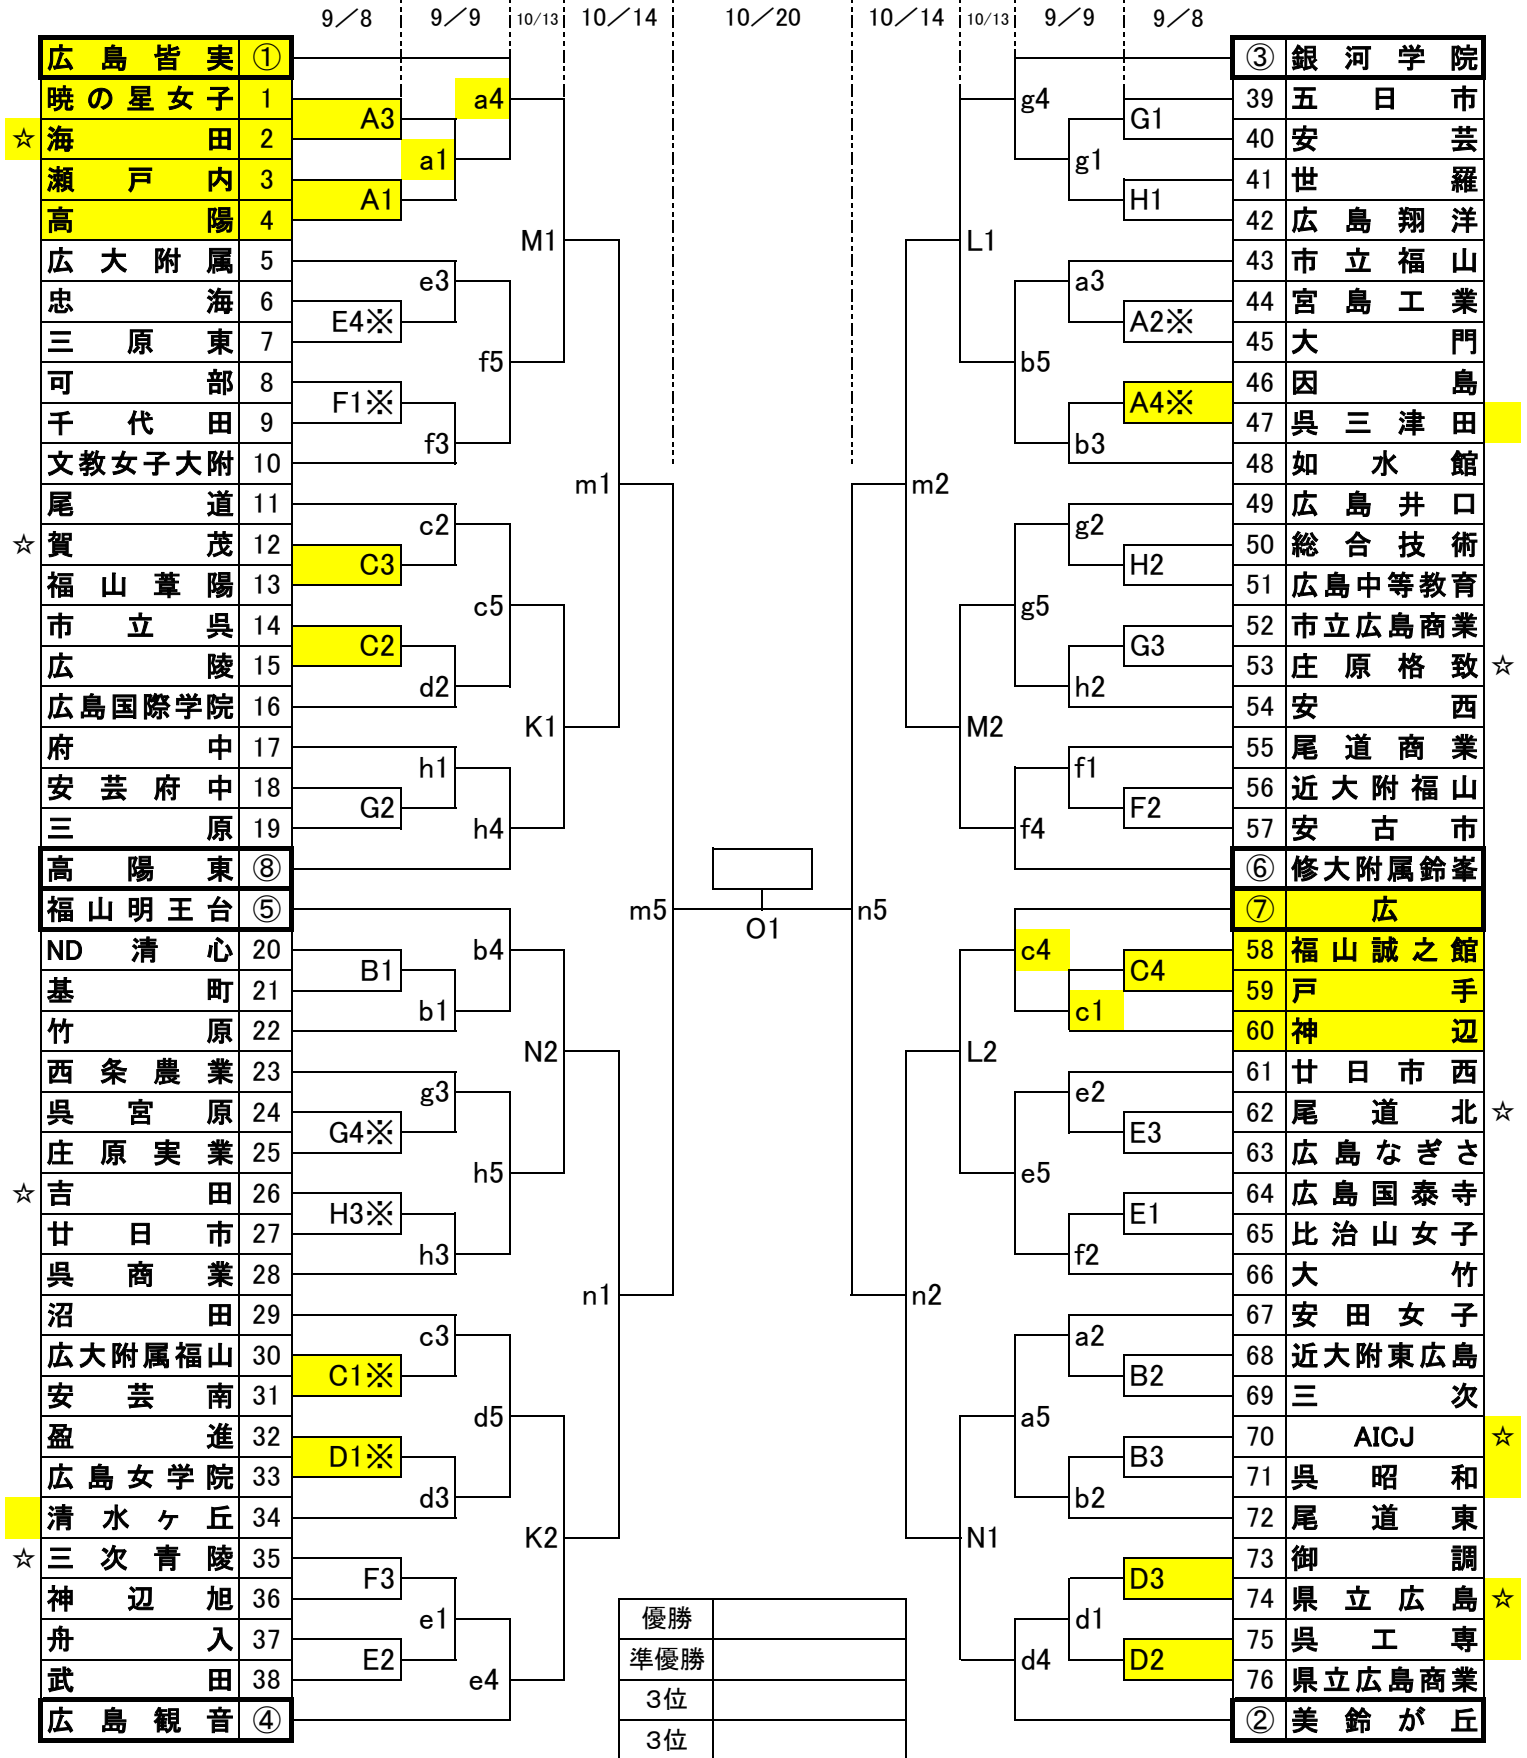 9／8 9／9 10/13 10／14 10／20 10／14 10/13 9／9 9／8
広島皆実 ① ③ 銀河学院
暁の星女子 1 a4 g4 39 五日市
A3 G1
☆ 海田 2 40 安芸
a1 g1
瀬戸内 3 41 世羅
A1 H1
高陽 4 42 広島翔洋
M1 L1
広大附属 5 43 市立福山
e3 a3
忠海 6 44 宮島工業
E4※ A2※
三原東 7 45 大門
f5 b5
可部 8 46 因島
F1※ A4※
千代田 9 47 呉三津田
f3 b3
文教女子大附 10 48 如水館
m1 m2
尾道 11 49 広島井口
c2 g2
☆ 賀茂 12 50 総合技術
C3 H2
福山葦陽 13 51 広島中等教育
c5 g5
市立呉 14 52 市立広島商業
C2 G3
広陵 15 53 庄原格致 ☆
d2 h2
広島国際学院 16 54 安西
K1 M2
府中 17 55 尾道商業
h1 f1
安芸府中 18 56 近大附福山
G2 F2
三原 19 h4 f4 57 安古市
高陽東 ⑧ ⑥ 修大附属鈴峯
福山明王台 ⑤ m5 n5 ⑦ 広
O1
ND清心 20 b4 c4 58 福山誠之館
B1 C4
基町 21 59 戸手
b1 c1
竹原 22 60 神辺
N2 L2
西条農業 23 61 廿日市西
g3 e2
呉宮原 24 62 尾道北 ☆
G4※ E3
庄原実業 25 63 広島なぎさ
h5 e5
☆ 吉田 26 64 広島国泰寺
H3※ E1
廿日市 27 65 比治山女子
h3 f2
呉商業 28 66 大竹
n1 n2
沼田 29 67 安田女子
c3 a2
広大附属福山 30 68 近大附東広島
C1※ B2
安芸南 31 69 三次
d5 a5
盈進 32 70 AICJ ☆
D1※ B3
広島女学院 33 71 呉昭和
d3 b2
清水ヶ丘 34 72 尾道東
K2 N1
☆ 三次青陵 35 73 御調
F3 D3
神辺旭 36 74 県立広島 ☆
優勝
e1 d1
舟入 37 75 呉工専
準優勝
E2 D2
武田 38 e4 d4 76 県立広島商業
3位
広島観音 ④ ② 美鈴が丘
3位